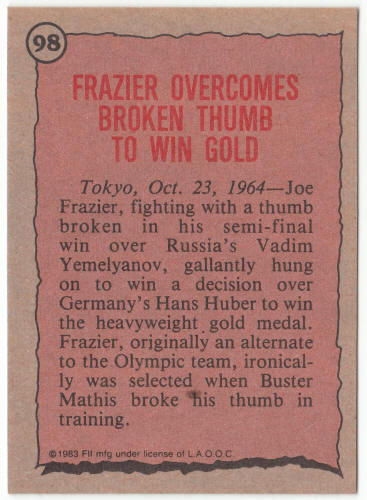 98
FRAZIER OVERCOMES
BROKEN THUMB
TO WIN GOLD
Tokyo, Oct. 23, 1964—Joe
Frazier, fighting with a thumb
broken in his semi-final
win over Russia's Vadim
Yemelyanov, gallantly hung
on to win a decision over
Germany's Hans Huber to win
the heavyweight gold medal.
Frazier, originally an alternate
to the Olympic team, ironical-
ly was selected when Buster
Mathis broke his thumb in
training.
©1983 FII mfg under license of L.A.O.O.C.